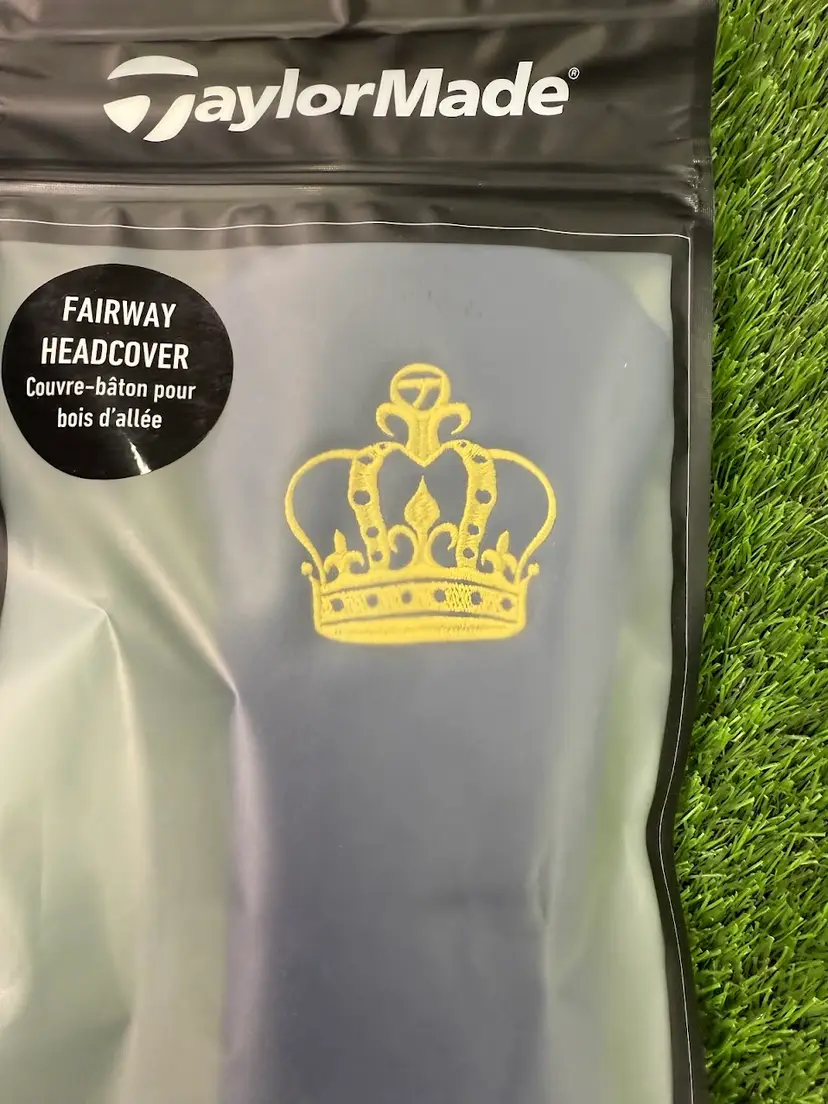 TaylorMade®
FAIRWAY
HEADCOVER
Couvre-bâton pour
bois d'allée